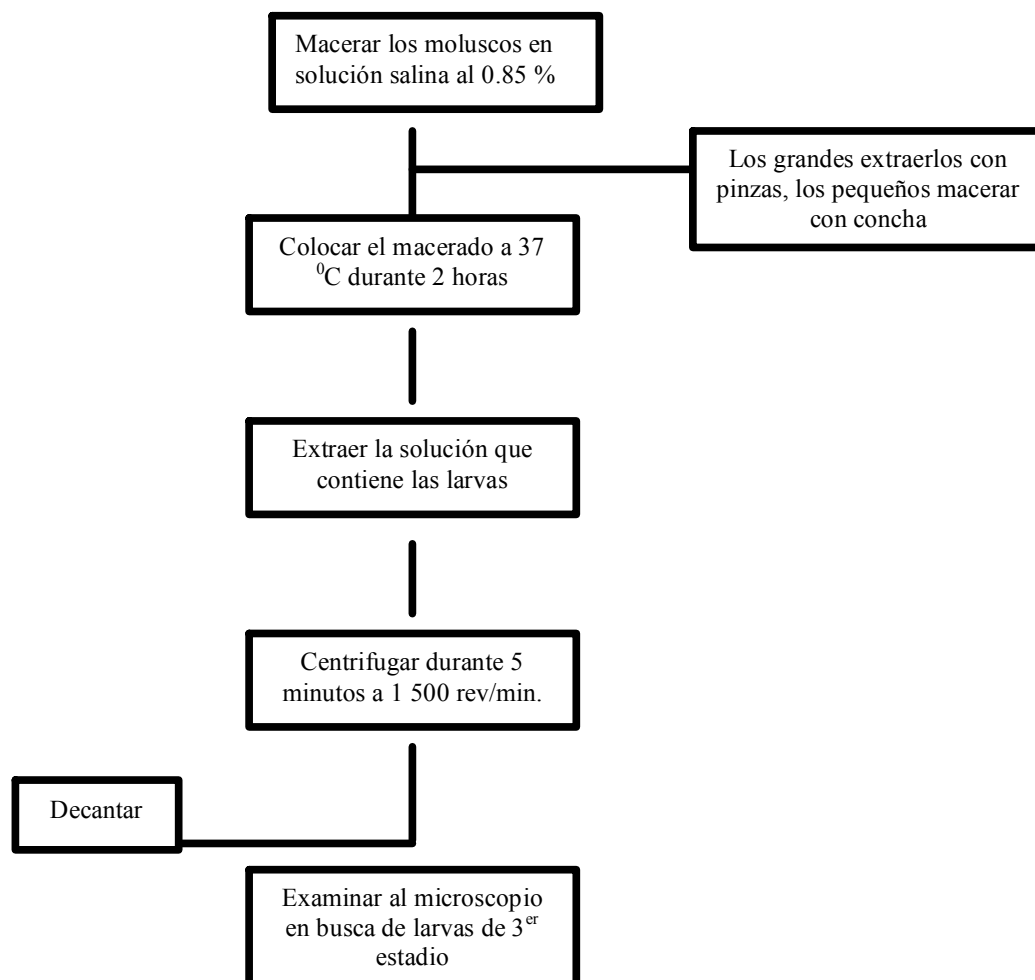 Macerar los moluscos en
solución salina al 0.85 %
Los grandes extraerlos con
pinzas, los pequeños macerar
con concha
Colocar el macerado a 37
⁰C durante 2 horas
Extraer la solución que
contiene las larvas
Centrifugar durante 5
minutos a 1 500 rev/min.
Decantar
Examinar al microscopio
en busca de larvas de 3ᵉʳ
estadio